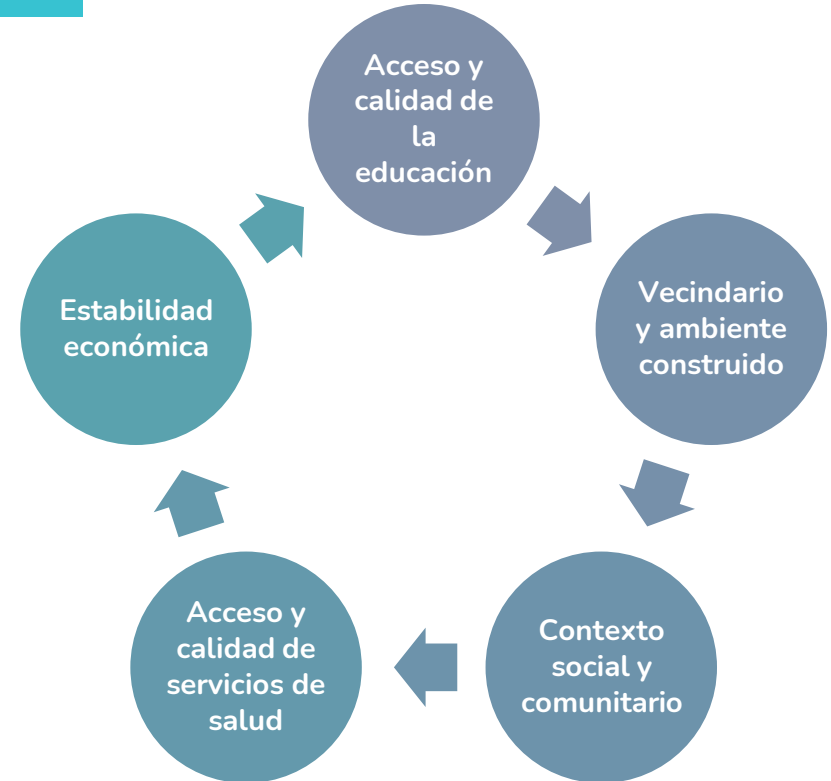 Acceso y
calidad de
la
educación
Vecindario
y ambiente
construido
Contexto
social y
comunitario
Acceso y
calidad de
servicios de
salud
Estabilidad
económica